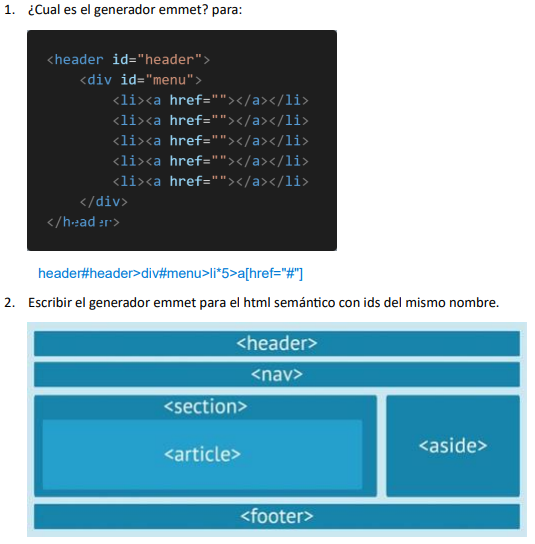 1. ¿Cual es el generador emmet? para:
<header id="header">
<div id="menu">
<li><a href=""></a></li>
<li><a href=""></a></li>
<li><a href=""></a></li>
<li><a href=""></a></li>
<li><a href=""></a></li>
</div>
</header>
header#header>div#menu>li*5>a[href="#"]
2. Escribir el generador emmet para el html semántico con ids del mismo nombre.
<header>
<nav>
<section>
<article>
<aside>
<footer>